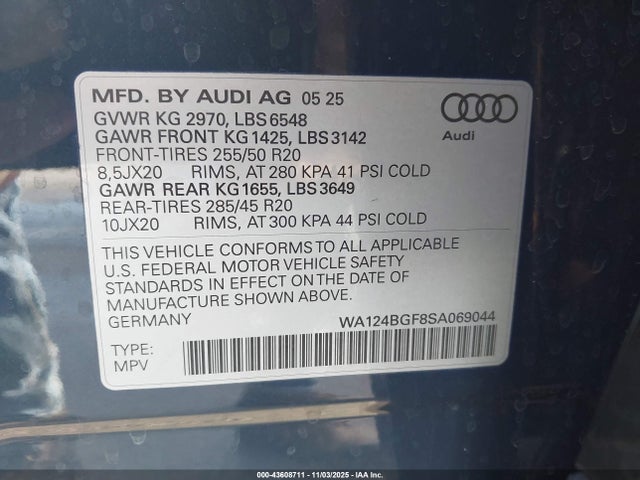 MFD. BY AUDI AG 05 25
GVWR KG 2970, LBS 6548
GAWR FRONT KG 1425, LBS 3142
FRONT-TIRES 255/50 R20
8,5JX20 RIMS, AT 280 KPA 41 PSI COLD
GAWR REAR KG 1655, LBS 3649
REAR-TIRES 285/45 R20
10JX20 RIMS, AT 300 KPA 44 PSI COLD
Audi
THIS VEHICLE CONFORMS TO ALL APPLICABLE
U.S. FEDERAL MOTOR VEHICLE SAFETY
STANDARDS IN EFFECT ON THE DATE OF
MANUFACTURE SHOWN ABOVE.
GERMANY WA124BGF8SA069044
TYPE:
MPV
000-43608711 - 11/03/2025 - IAA Inc.